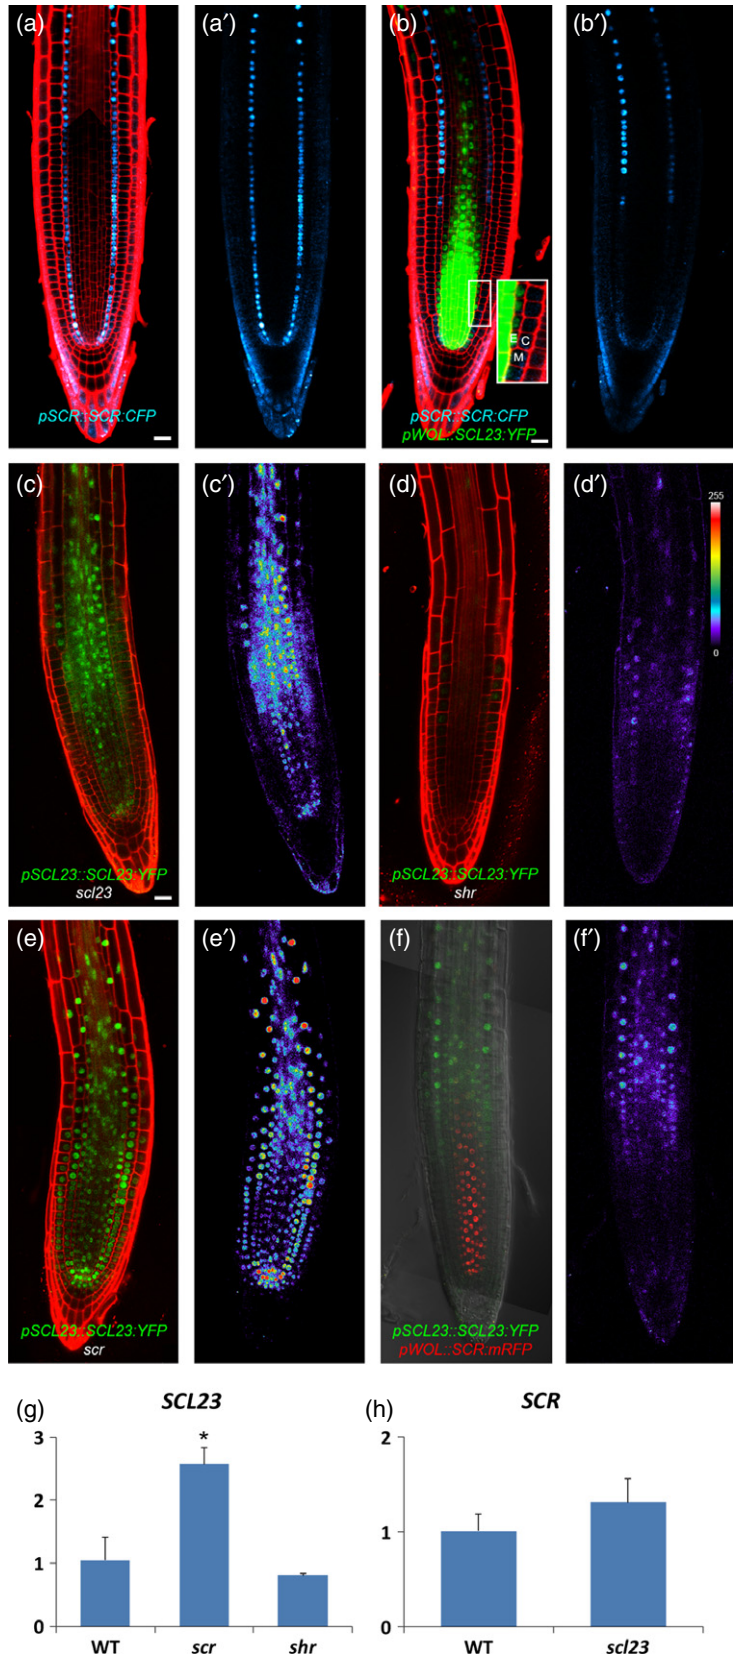 (a)
(a′)
(b)
(b′)
E
C
M
pSCR::SCR:CFP
pSCR::SCR:CFP
pWOL::SCL23:YFP
(c)
(c′)
(d)
(d′)
255
0
pSCL23::SCL23:YFP
scl23
pSCL23::SCL23:YFP
shr
(e)
(e′)
(f)
(f′)
pSCL23::SCL23:YFP
scr
pSCL23::SCL23:YFP
pWOL::SCR:mRFP
(g)
SCL23
3
2
1
0
*
WT scr shr
(h)
SCR
2
1
0
WT scl23